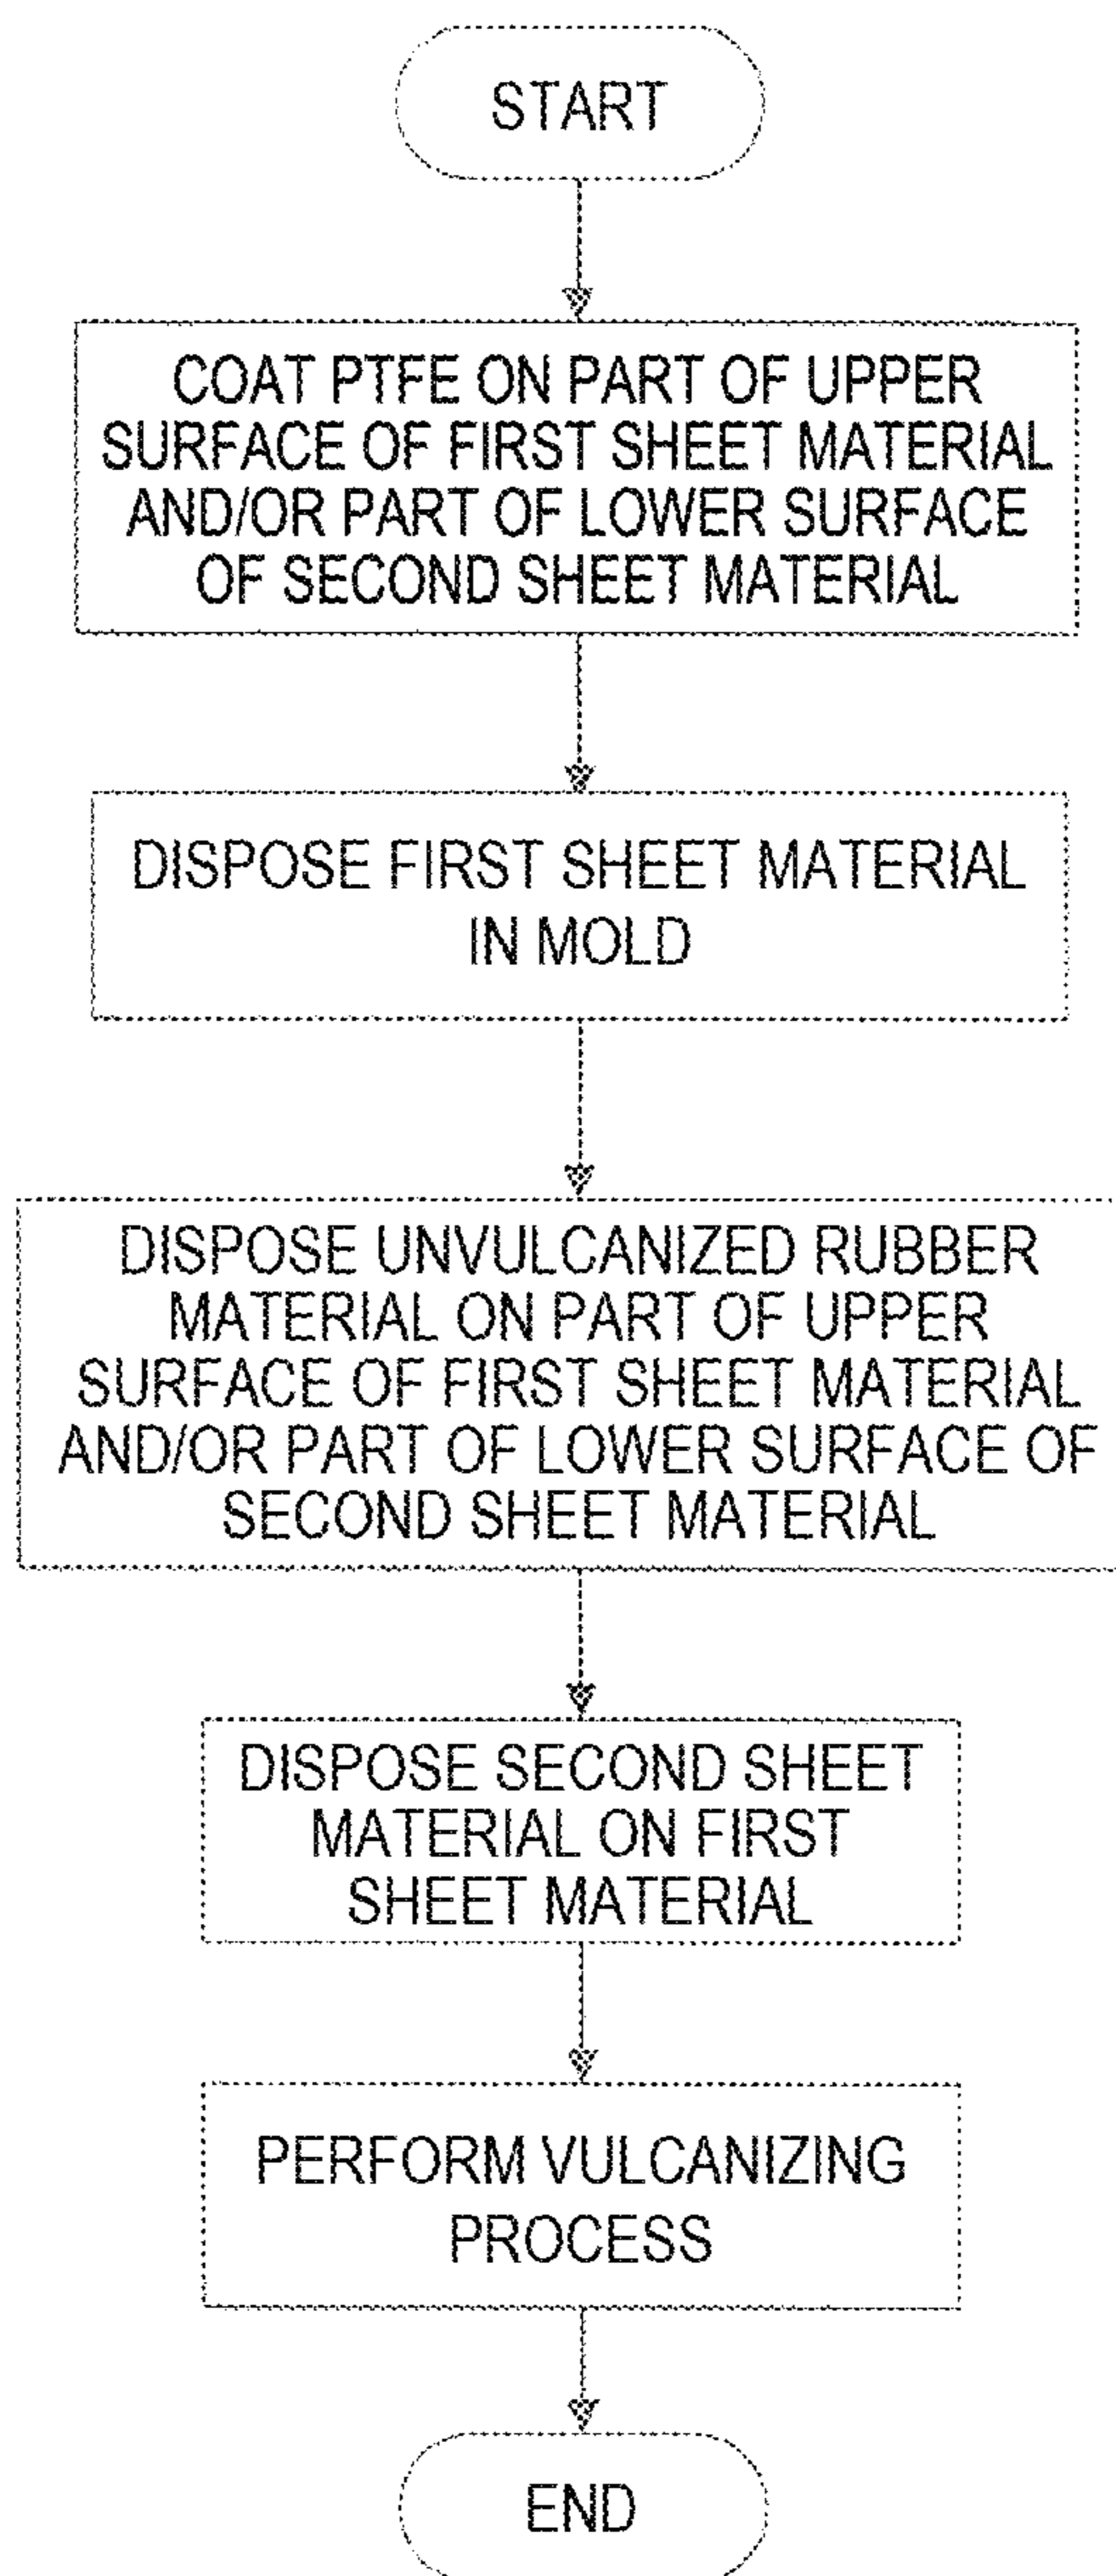 START
COAT PTFE ON PART OF UPPER
SURFACE OF FIRST SHEET MATERIAL
AND/OR PART OF LOWER SURFACE
OF SECOND SHEET MATERIAL
DISPOSE FIRST SHEET MATERIAL
IN MOLD
DISPOSE UNVULCANIZED RUBBER
MATERIAL ON PART OF UPPER
SURFACE OF FIRST SHEET MATERIAL
AND/OR PART OF LOWER SURFACE OF
SECOND SHEET MATERIAL
DISPOSE SECOND SHEET
MATERIAL ON FIRST
SHEET MATERIAL
PERFORM VULCANIZING
PROCESS
END